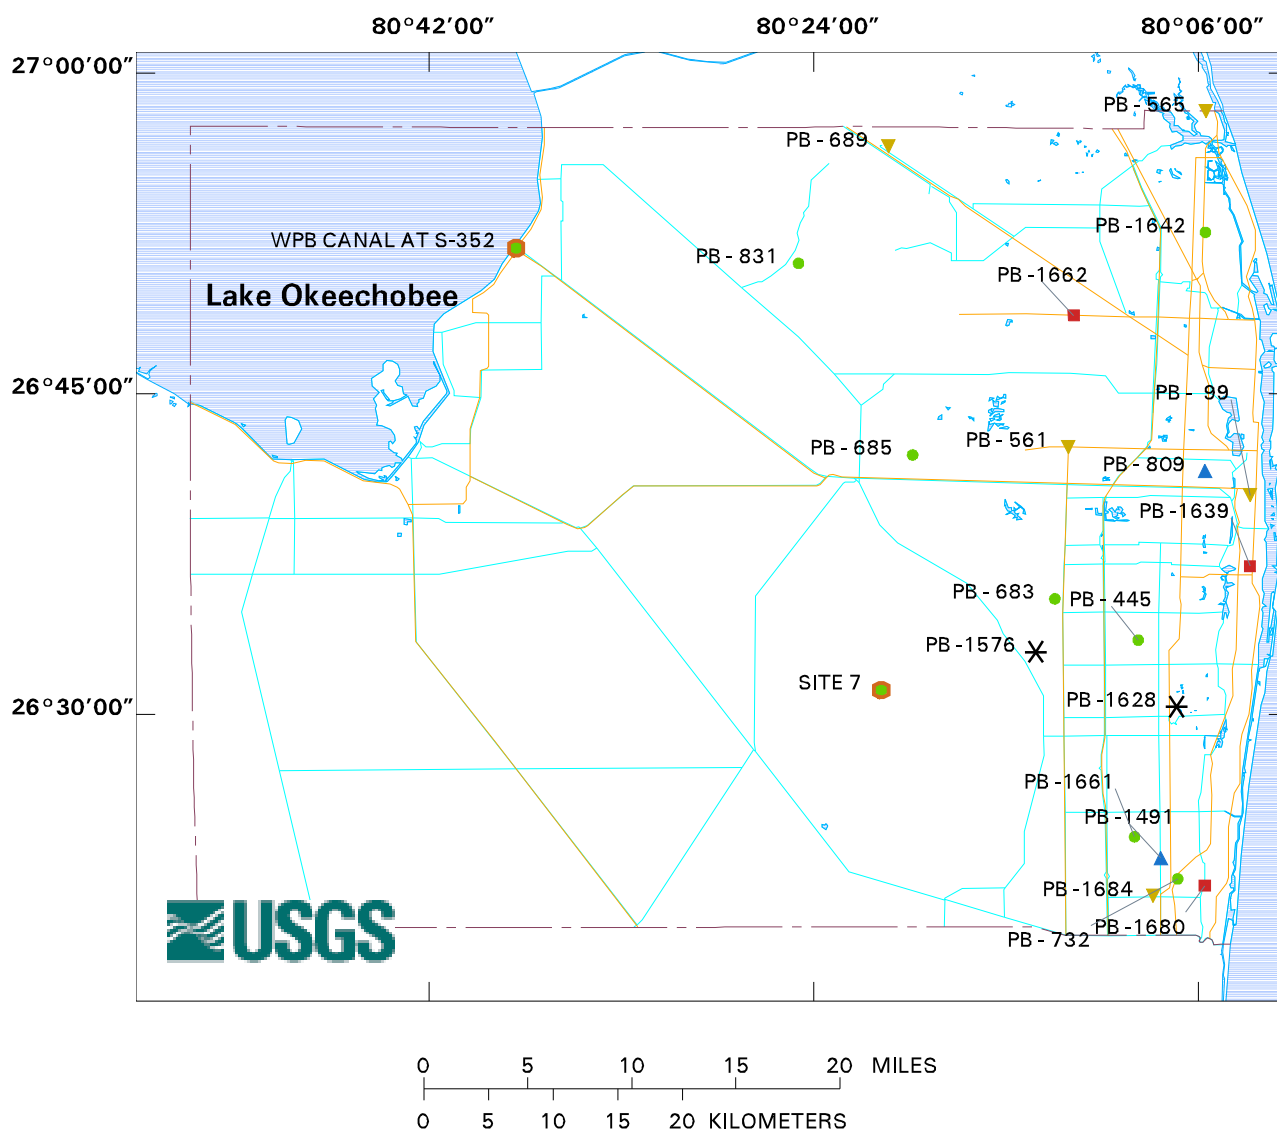 80°42'00" 80°24'00" 80°06'00"
27°00'00"
PB - 565
PB - 689
PB -1642
WPB CANAL AT S-352
PB - 831
PB -1662
Lake Okeechobee
26°45'00"
PB - 99
PB - 561
PB - 685
PB - 809
PB -1639
PB - 683
PB - 445
PB -1576
SITE 7
PB -1628
26°30'00"
PB -1661
PB -1491
PB -1684
PB -1680
PB - 732
USGS
0 5 10 15 20 MILES
0 5 10 15 20 KILOMETERS